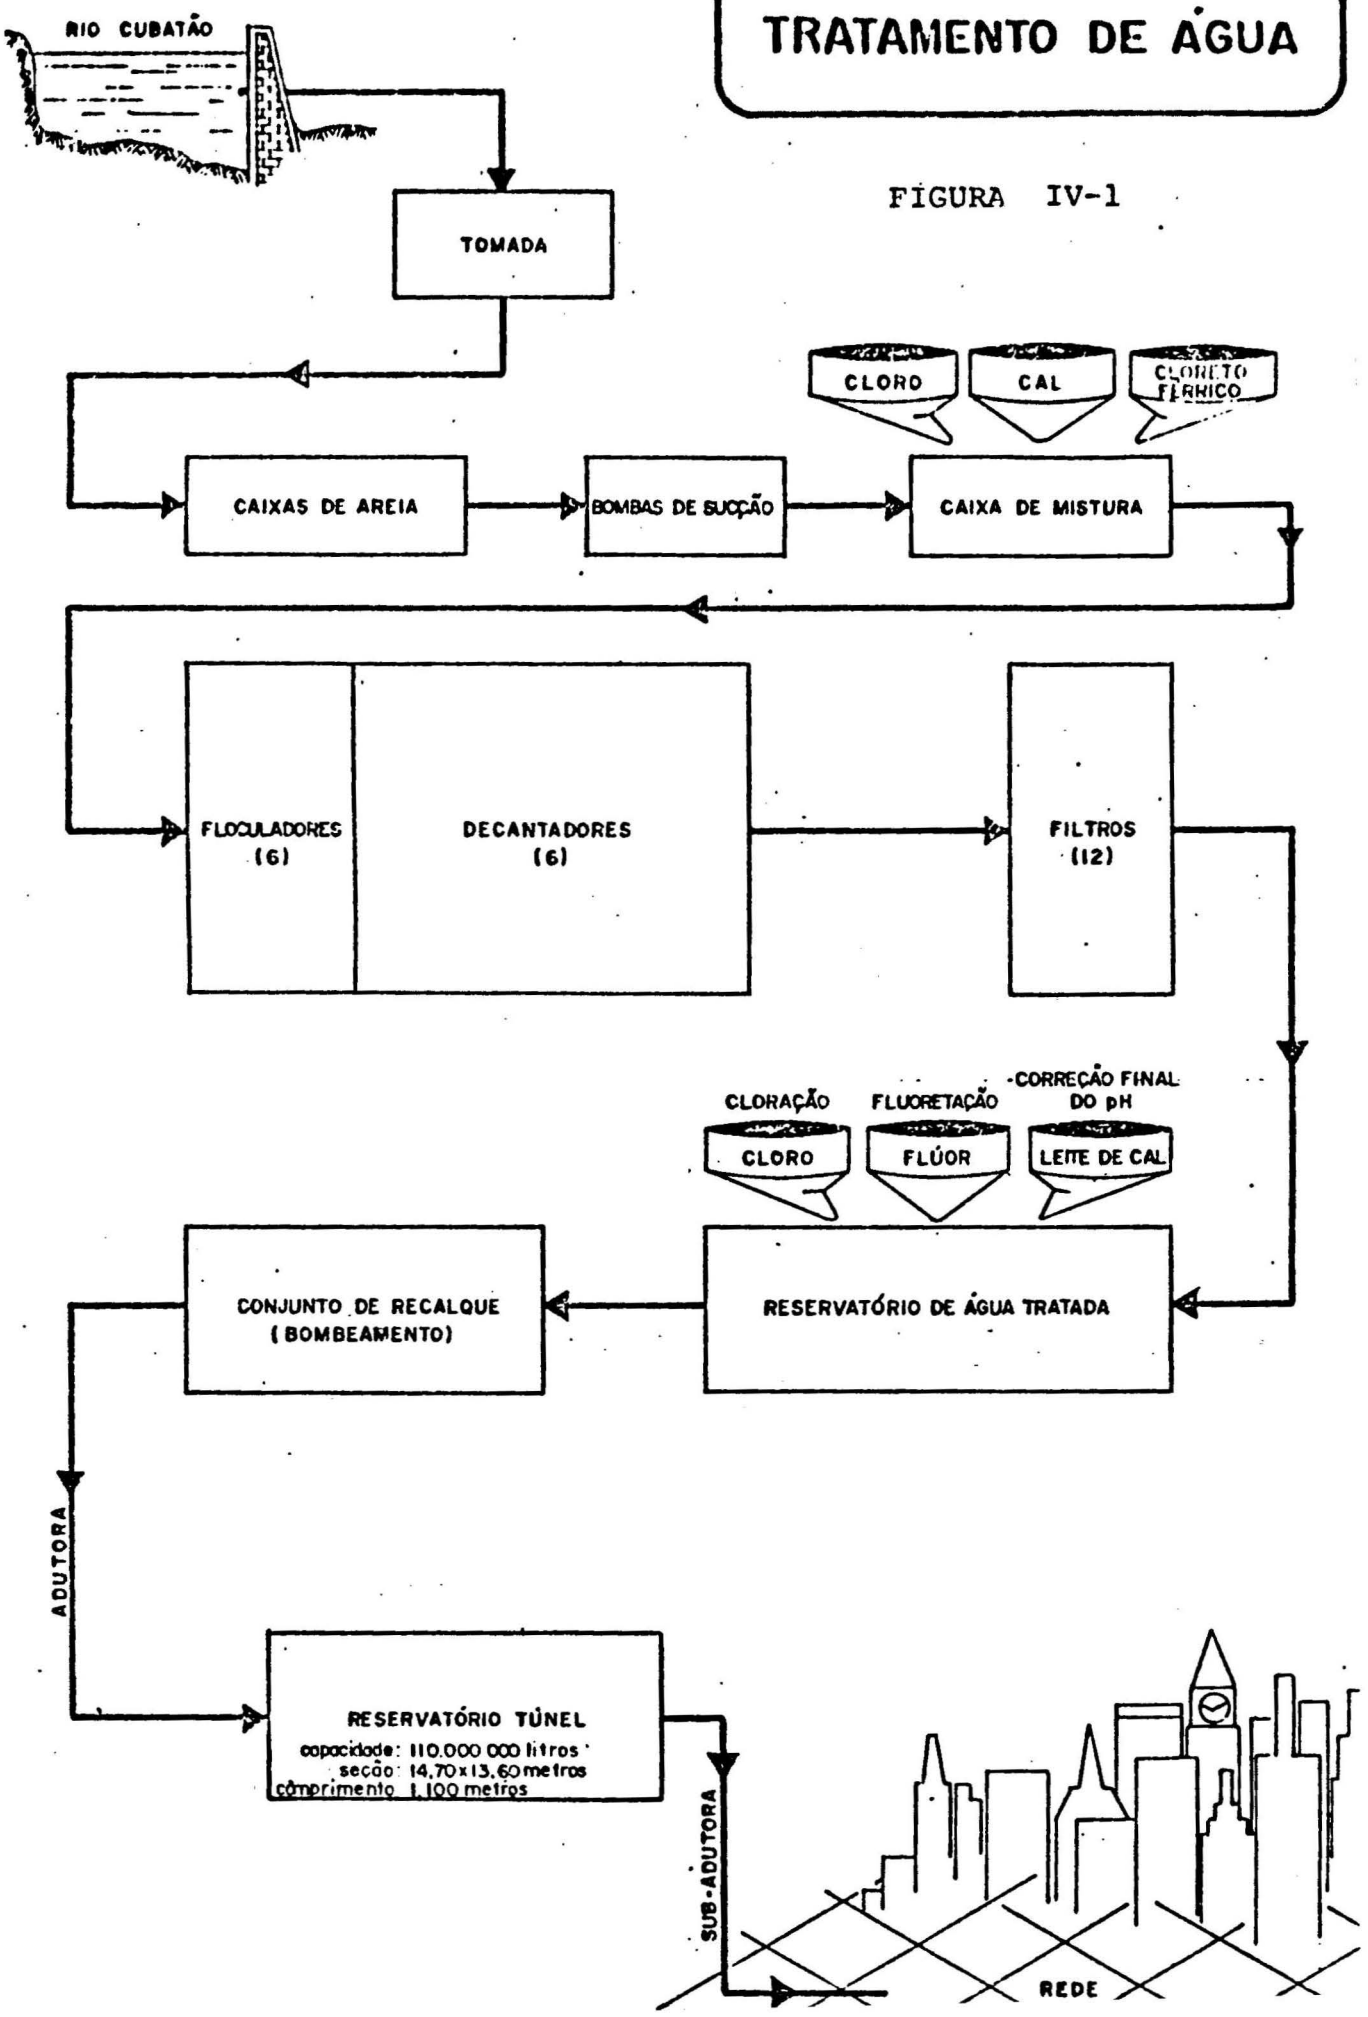 RIO CUBATÃO
TRATAMENTO DE ÁGUA
FIGURA IV-1
TOMADA
CLORO
CAL
CLORETO
FÉRRICO
CAIXAS DE AREIA
BOMBAS DE SUCÇÃO
CAIXA DE MISTURA
FLOCULADORES
(6)
DECANTADORES
(6)
FILTROS
(12)
CLORAÇÃO
FLUORETAÇÃO
CORREÇÃO FINAL
DO pH
CLORO
FLÚOR
LEITE DE CAL
CONJUNTO DE RECALQUE
(BOMBEAMENTO)
RESERVATÓRIO DE ÁGUA TRATADA
ADUTORA
RESERVATÓRIO TÚNEL
capacidade: 110.000 000 litros
seção: 14,70x13,60 metros
comprimento 1.100 metros
SUB-ADUTORA
REDE